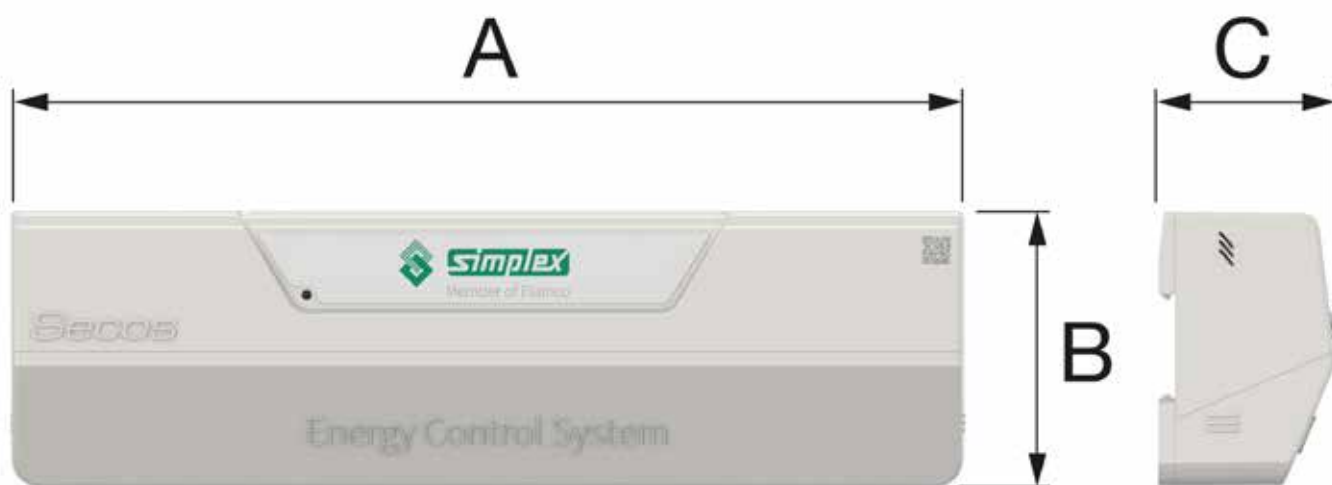 A
C
simplex
Member of Flamco
Secos
B
Energy Control System